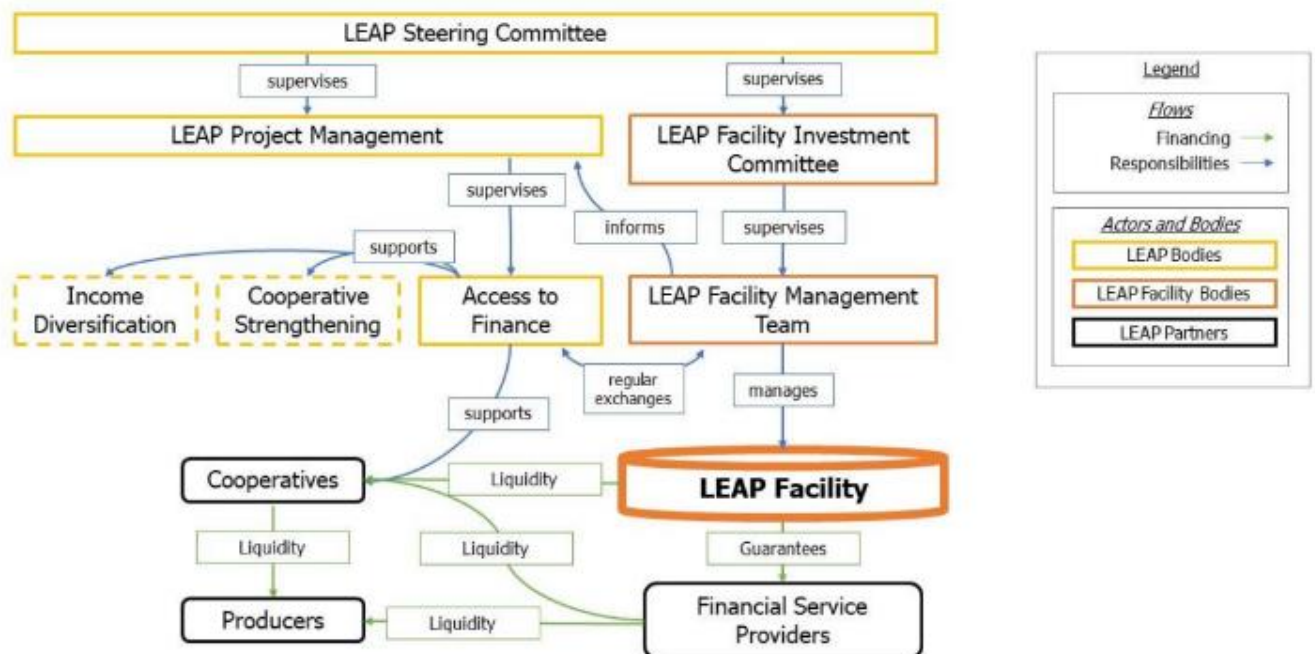 LEAP Steering Committee
supervises
supervises
LEAP Project Management
LEAP Facility Investment
Committee
supervises
informs
supervises
supports
Income
Diversification
Cooperative
Strengthening
Access to
Finance
LEAP Facility Management
Team
regular
exchanges
manages
supports
Cooperatives
Liquidity
LEAP Facility
Liquidity
Liquidity
Guarantees
Producers
Liquidity
Financial Service
Providers
Legend
Flows
Financing
Responsibilities
Actors and Bodies
LEAP Bodies
LEAP Facility Bodies
LEAP Partners